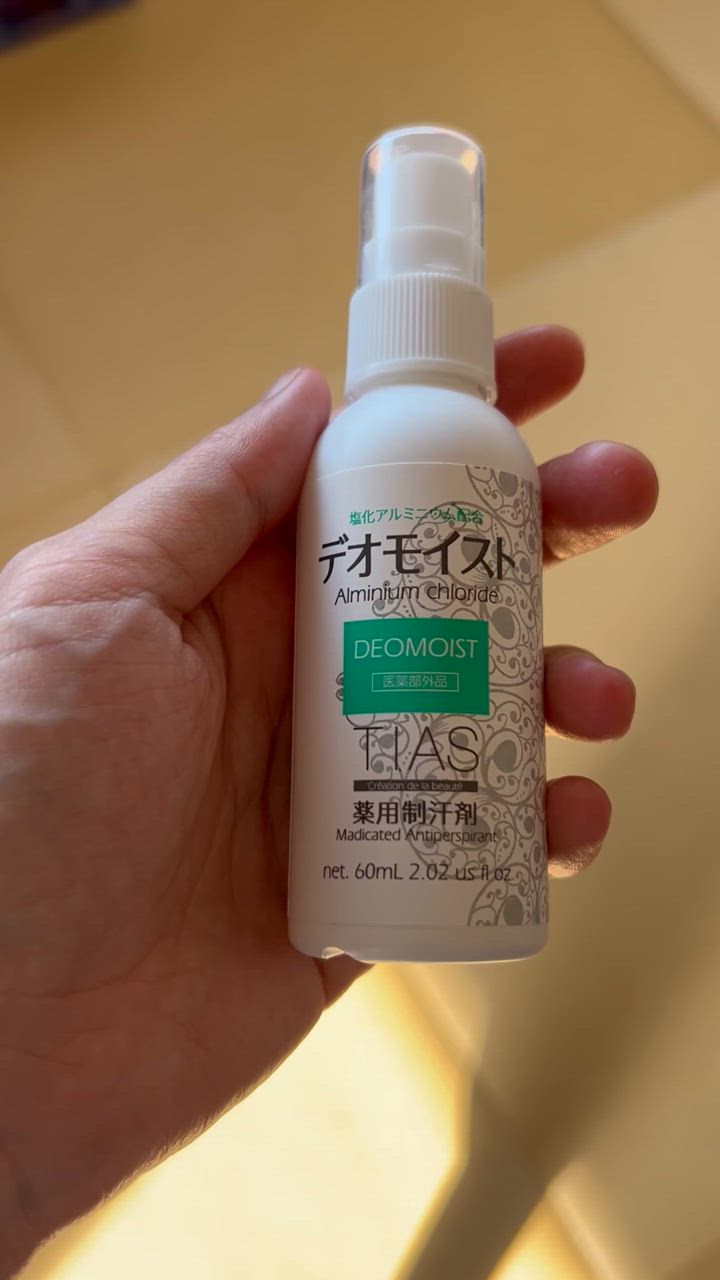 塩化アルミニウム配合
デオモイスト
Alminium chloride
DEOMOIST
医薬部外品
TIAS
Création de la beauté
薬用制汗剤
Madicated Antiperspirant
net. 60mL 2.02 us fl oz